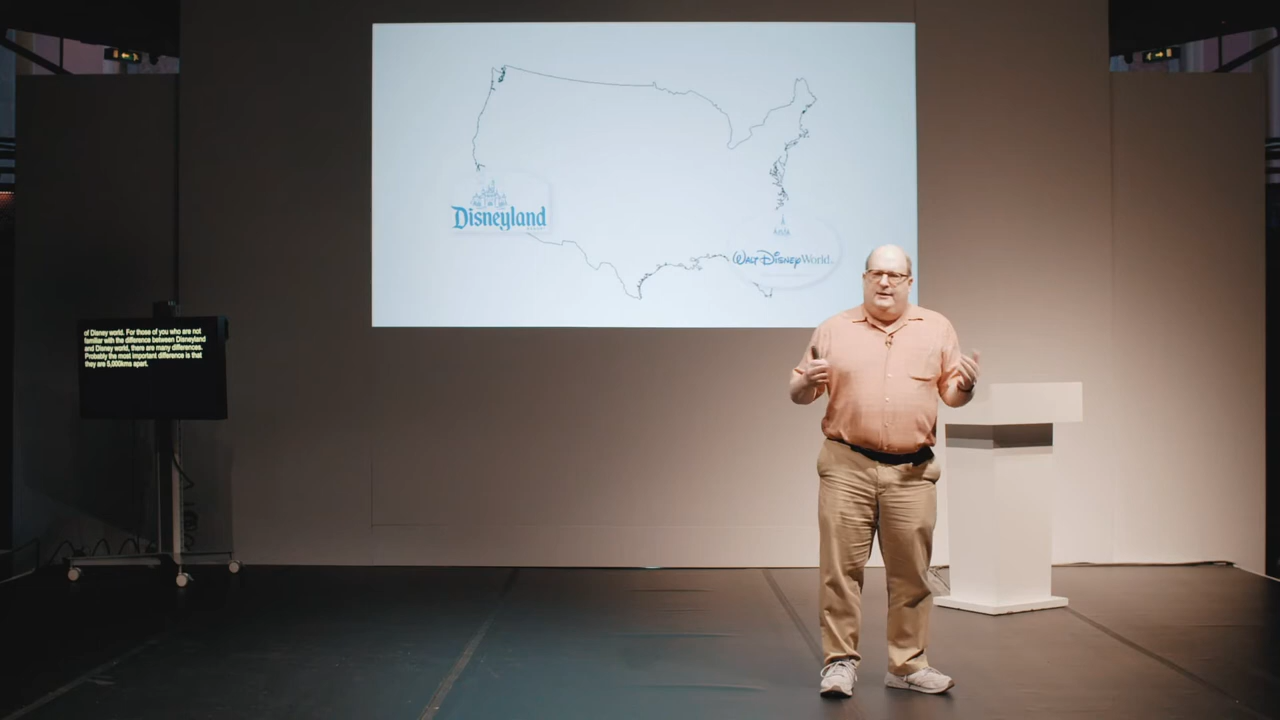 Disneyland
Walt Disney World.
of Disney world. For those of you who are not
familiar with the difference between Disneyland
and Disney world, there are many differences.
Probably the most important difference is that
they are 5,000kms apart.